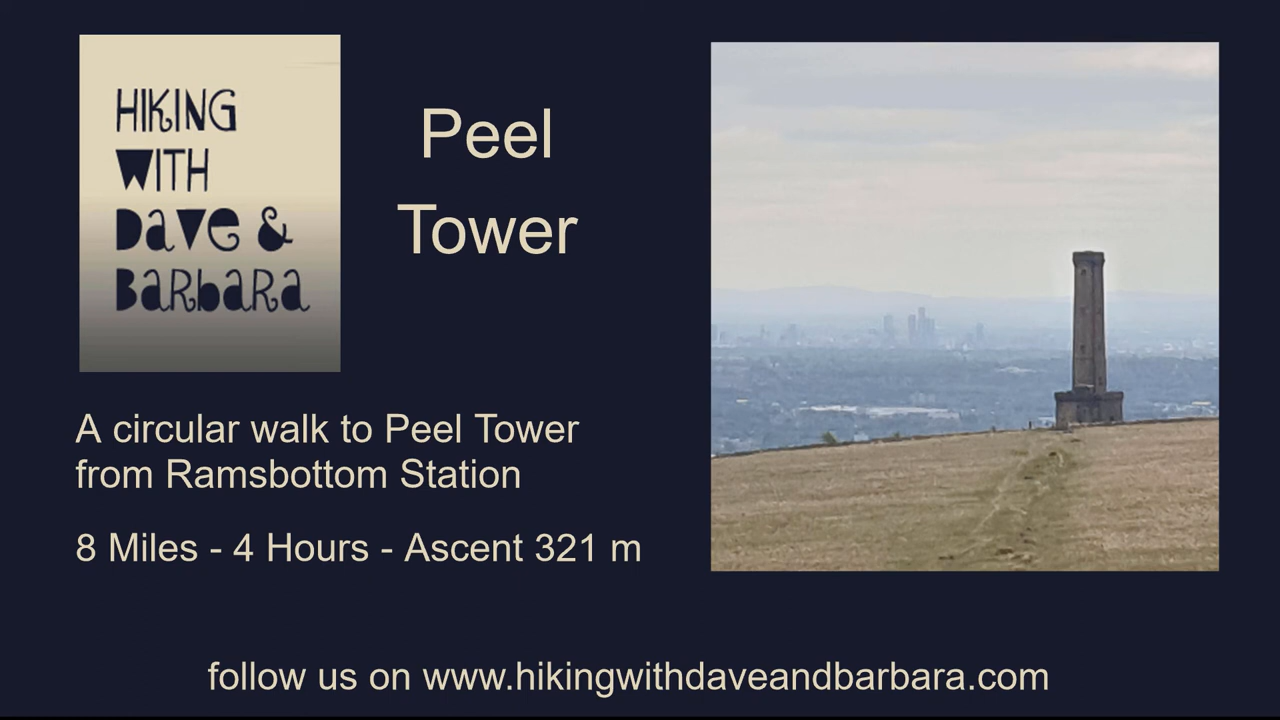 HIKING
WITH
Dave &
BaRbaRa
Peel
Tower
A circular walk to Peel Tower
from Ramsbottom Station
8 Miles - 4 Hours - Ascent 321 m
follow us on www.hikingwithdaveandbarbara.com